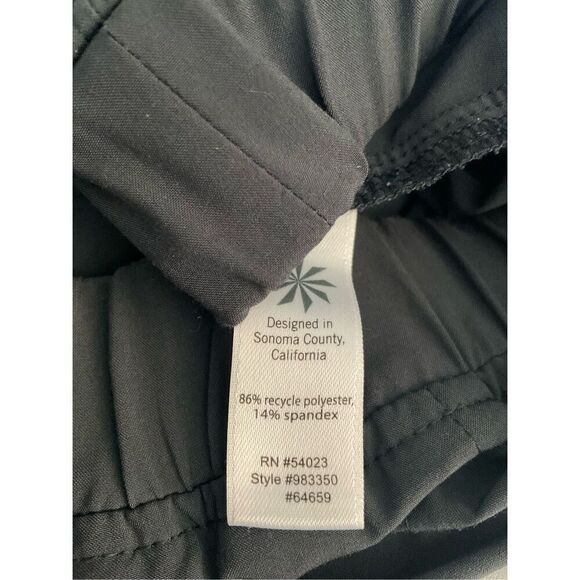 Designed in
Sonoma County,
California
86% recycle polyester,
14% spandex
RN #54023
Style #983350
#64659